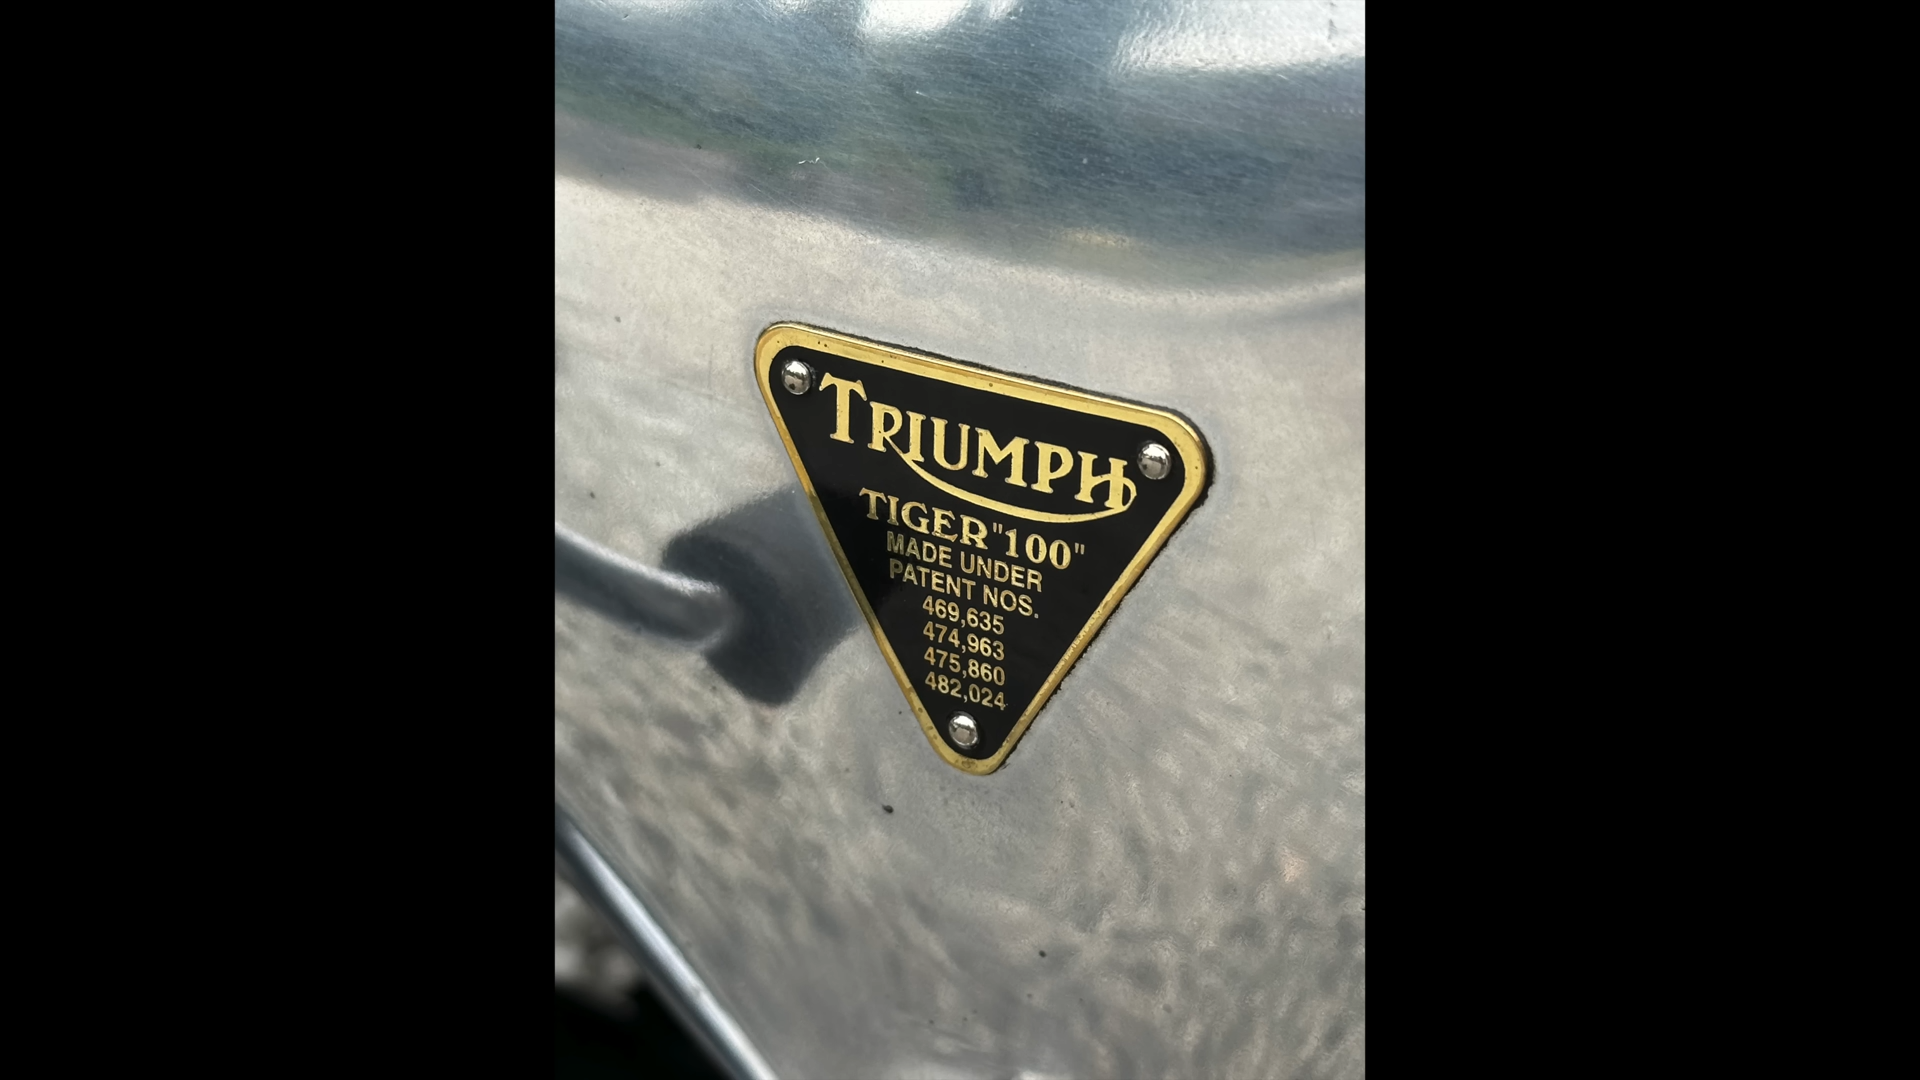 TRIUMPH
TIGER "100"
MADE UNDER
PATENT NOS.
469,635
474,963
475,860
482,024